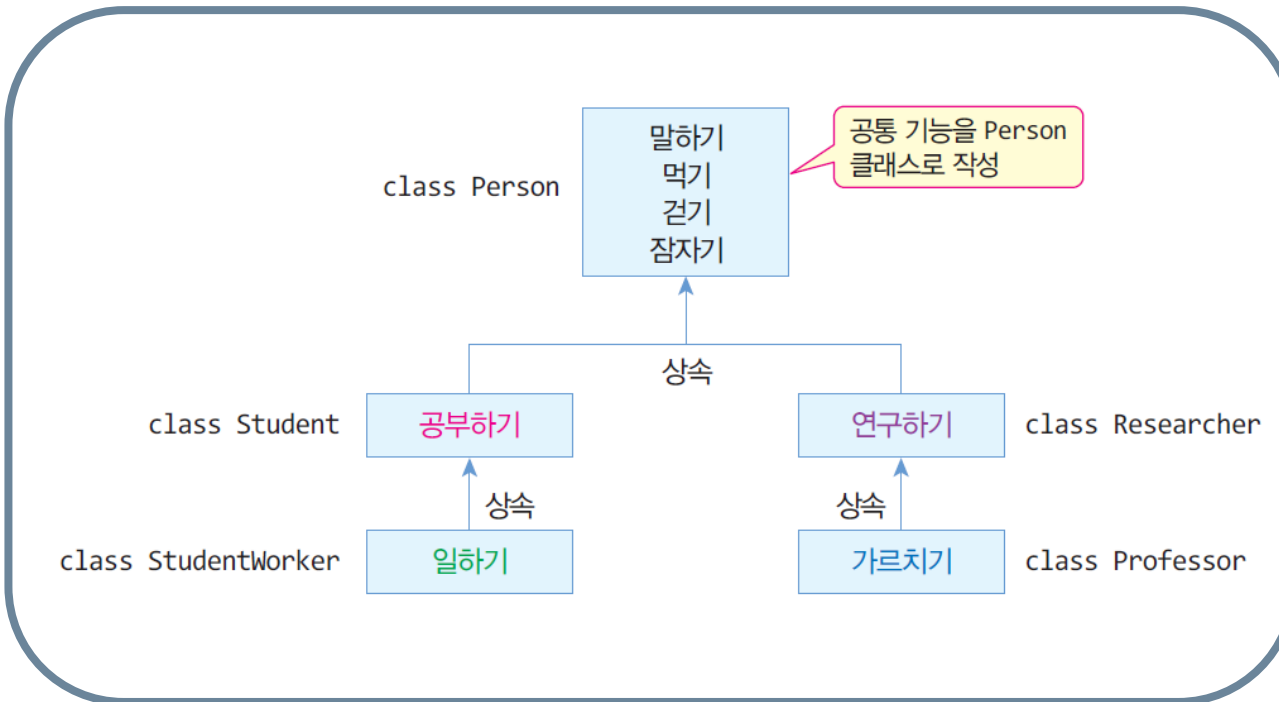 class Person
말하기
먹기
걷기
잠자기
공통 기능을 Person
클래스로 작성
상속
class Student
공부하기
연구하기
class Researcher
상속
상속
class StudentWorker
일하기
가르치기
class Professor